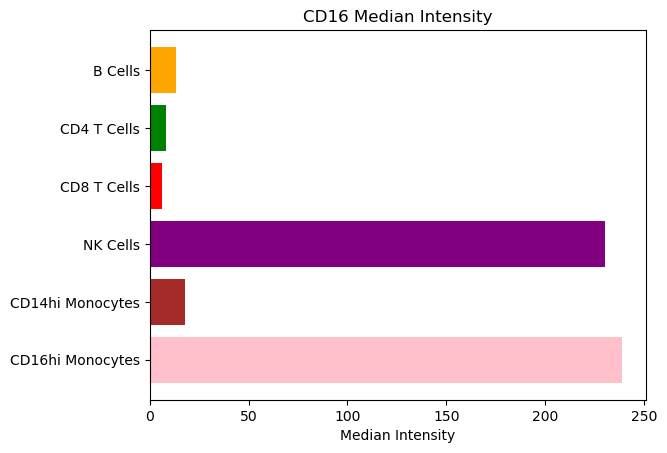 CD16 Median Intensity
B Cells
CD4 T Cells
CD8 T Cells
NK Cells
CD14hi Monocytes
CD16hi Monocytes
0 50 100 150 200 250
Median Intensity